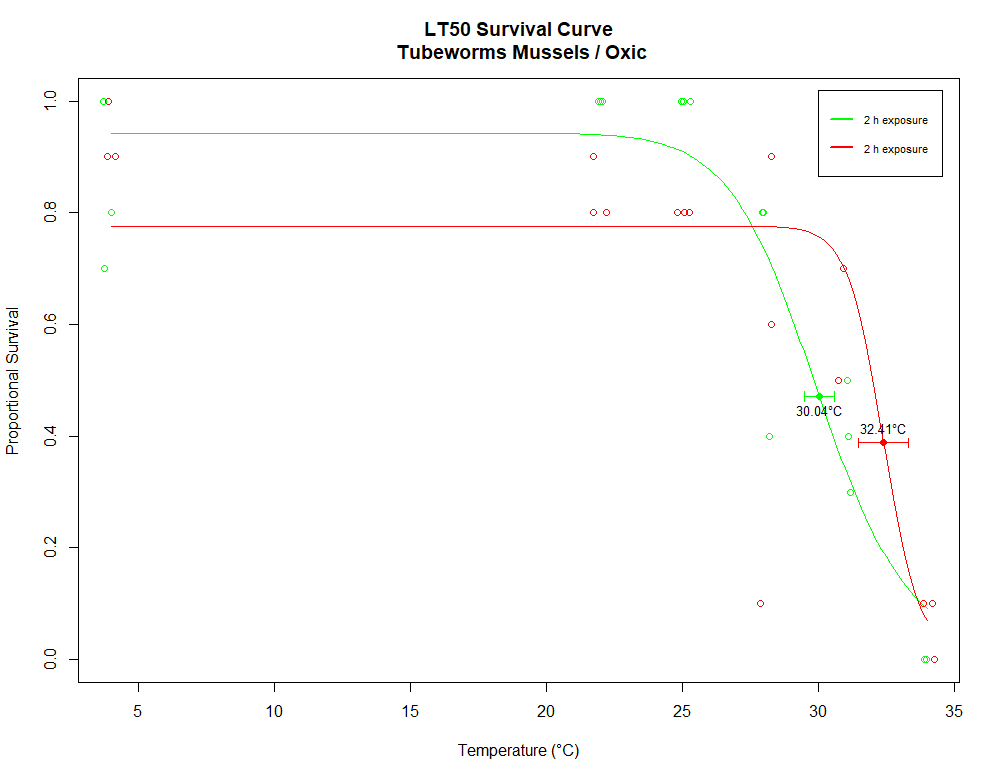 LT50 Survival Curve
Tubeworms Mussels / Oxic
2 h exposure
2 h exposure
1.0
0.8
0.6
0.4
0.2
0.0
Proportional Survival
30.04°C
32.41°C
5 10 15 20 25 30 35
Temperature (°C)